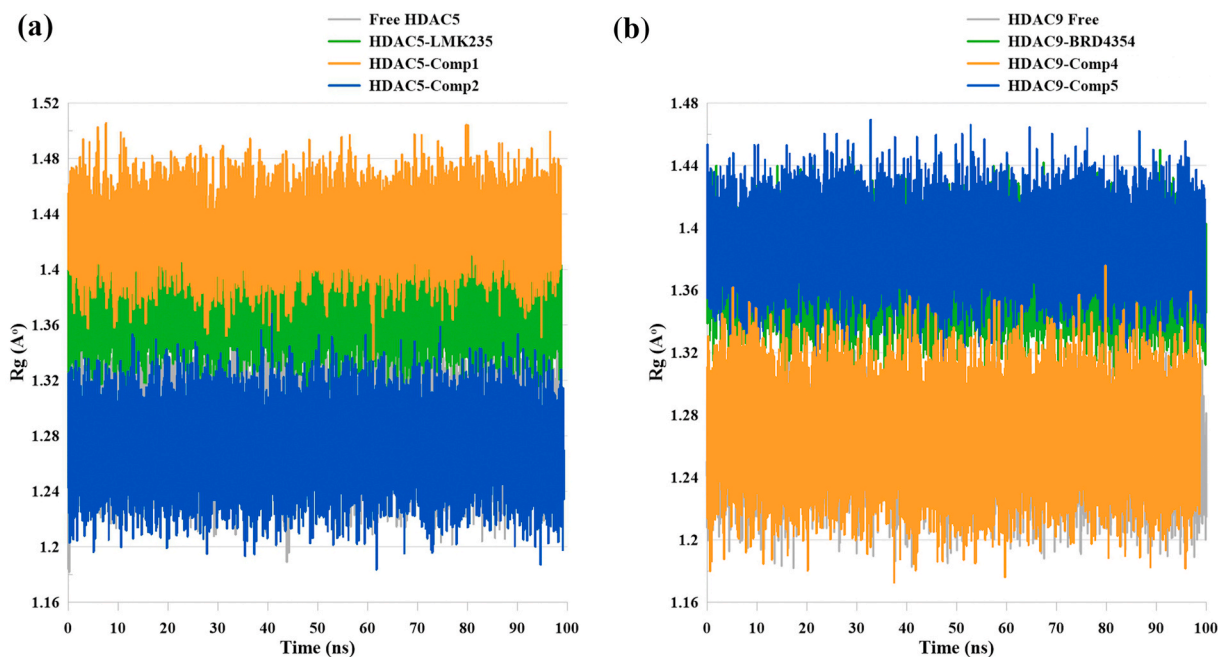 (a)
Free HDAC5
HDAC5-LMK235
HDAC5-Comp1
HDAC5-Comp2
1.52
1.48
1.44
1.4
1.36
1.32
1.28
1.24
1.2
1.16
Rg (Aº)
0 10 20 30 40 50 60 70 80 90 100
Time (ns)
(b)
HDAC9 Free
HDAC9-BRD4354
HDAC9-Comp4
HDAC9-Comp5
1.48
1.44
1.4
1.36
1.32
1.28
1.24
1.2
1.16
Rg (Aº)
0 10 20 30 40 50 60 70 80 90 100
Time (ns)